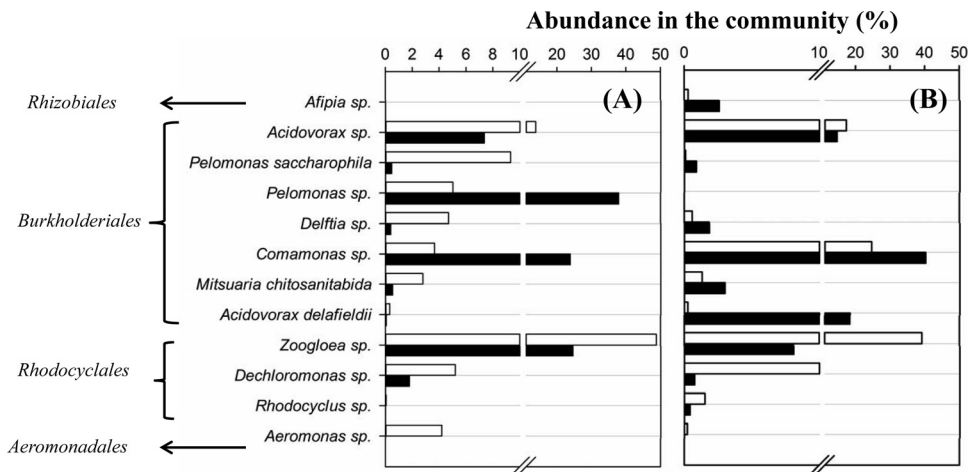 Abundance in the community (%)
0 2 4 6 8 10 20 30 40 50 0 10 20 30 40 50
(A) (B)
Rhizobiales
Afipia sp.
Acidovorax sp.
Pelomonas saccharophila
Pelomonas sp.
Burkholderiales
Delftia sp.
Comamonas sp.
Mitsuaria chitosanitabida
Acidovorax delafieldii
Zoogloea sp.
Rhodocyclales
Dechloromonas sp.
Rhodocyclus sp.
Aeromonas sp.
Aeromonadales